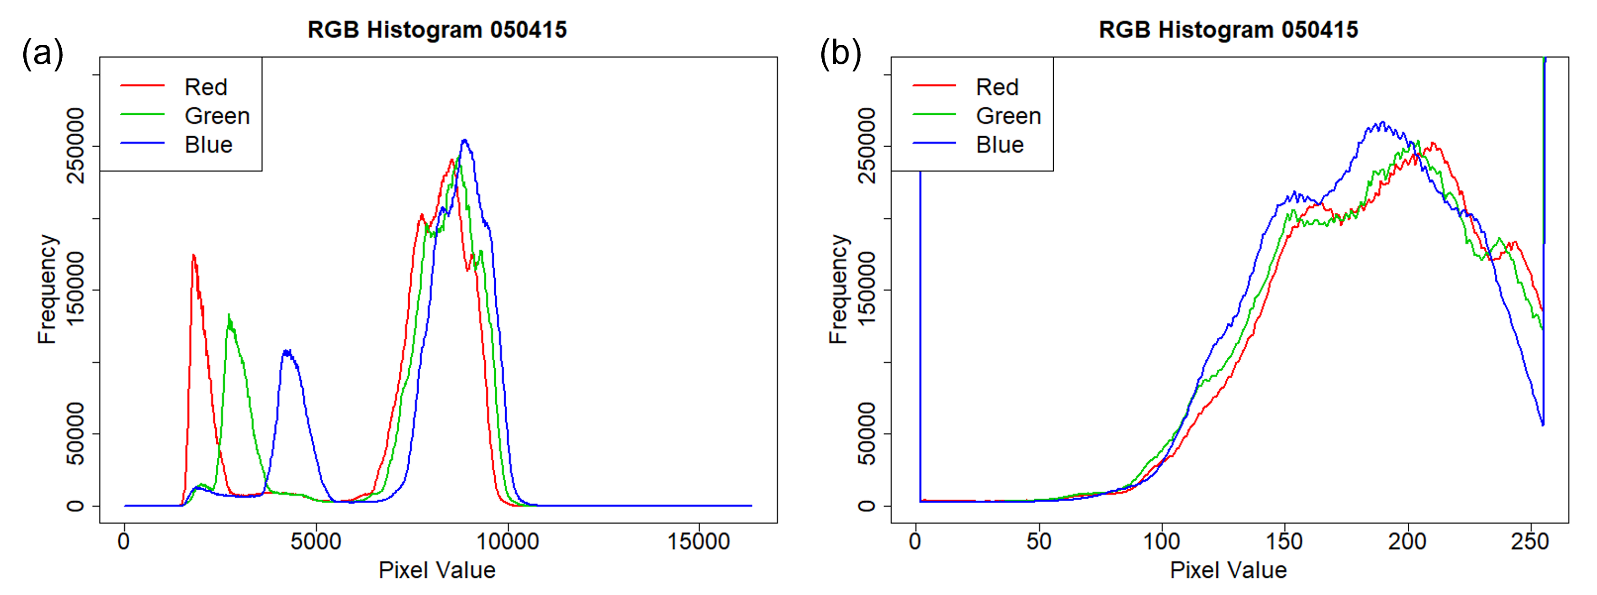 (a)
RGB Histogram 050415
Red
Green
Blue
Frequency
0
50000
150000
250000
0
5000
10000
15000
Pixel Value
(b)
RGB Histogram 050415
Red
Green
Blue
Frequency
0
50000
150000
250000
0
50
100
150
200
250
Pixel Value